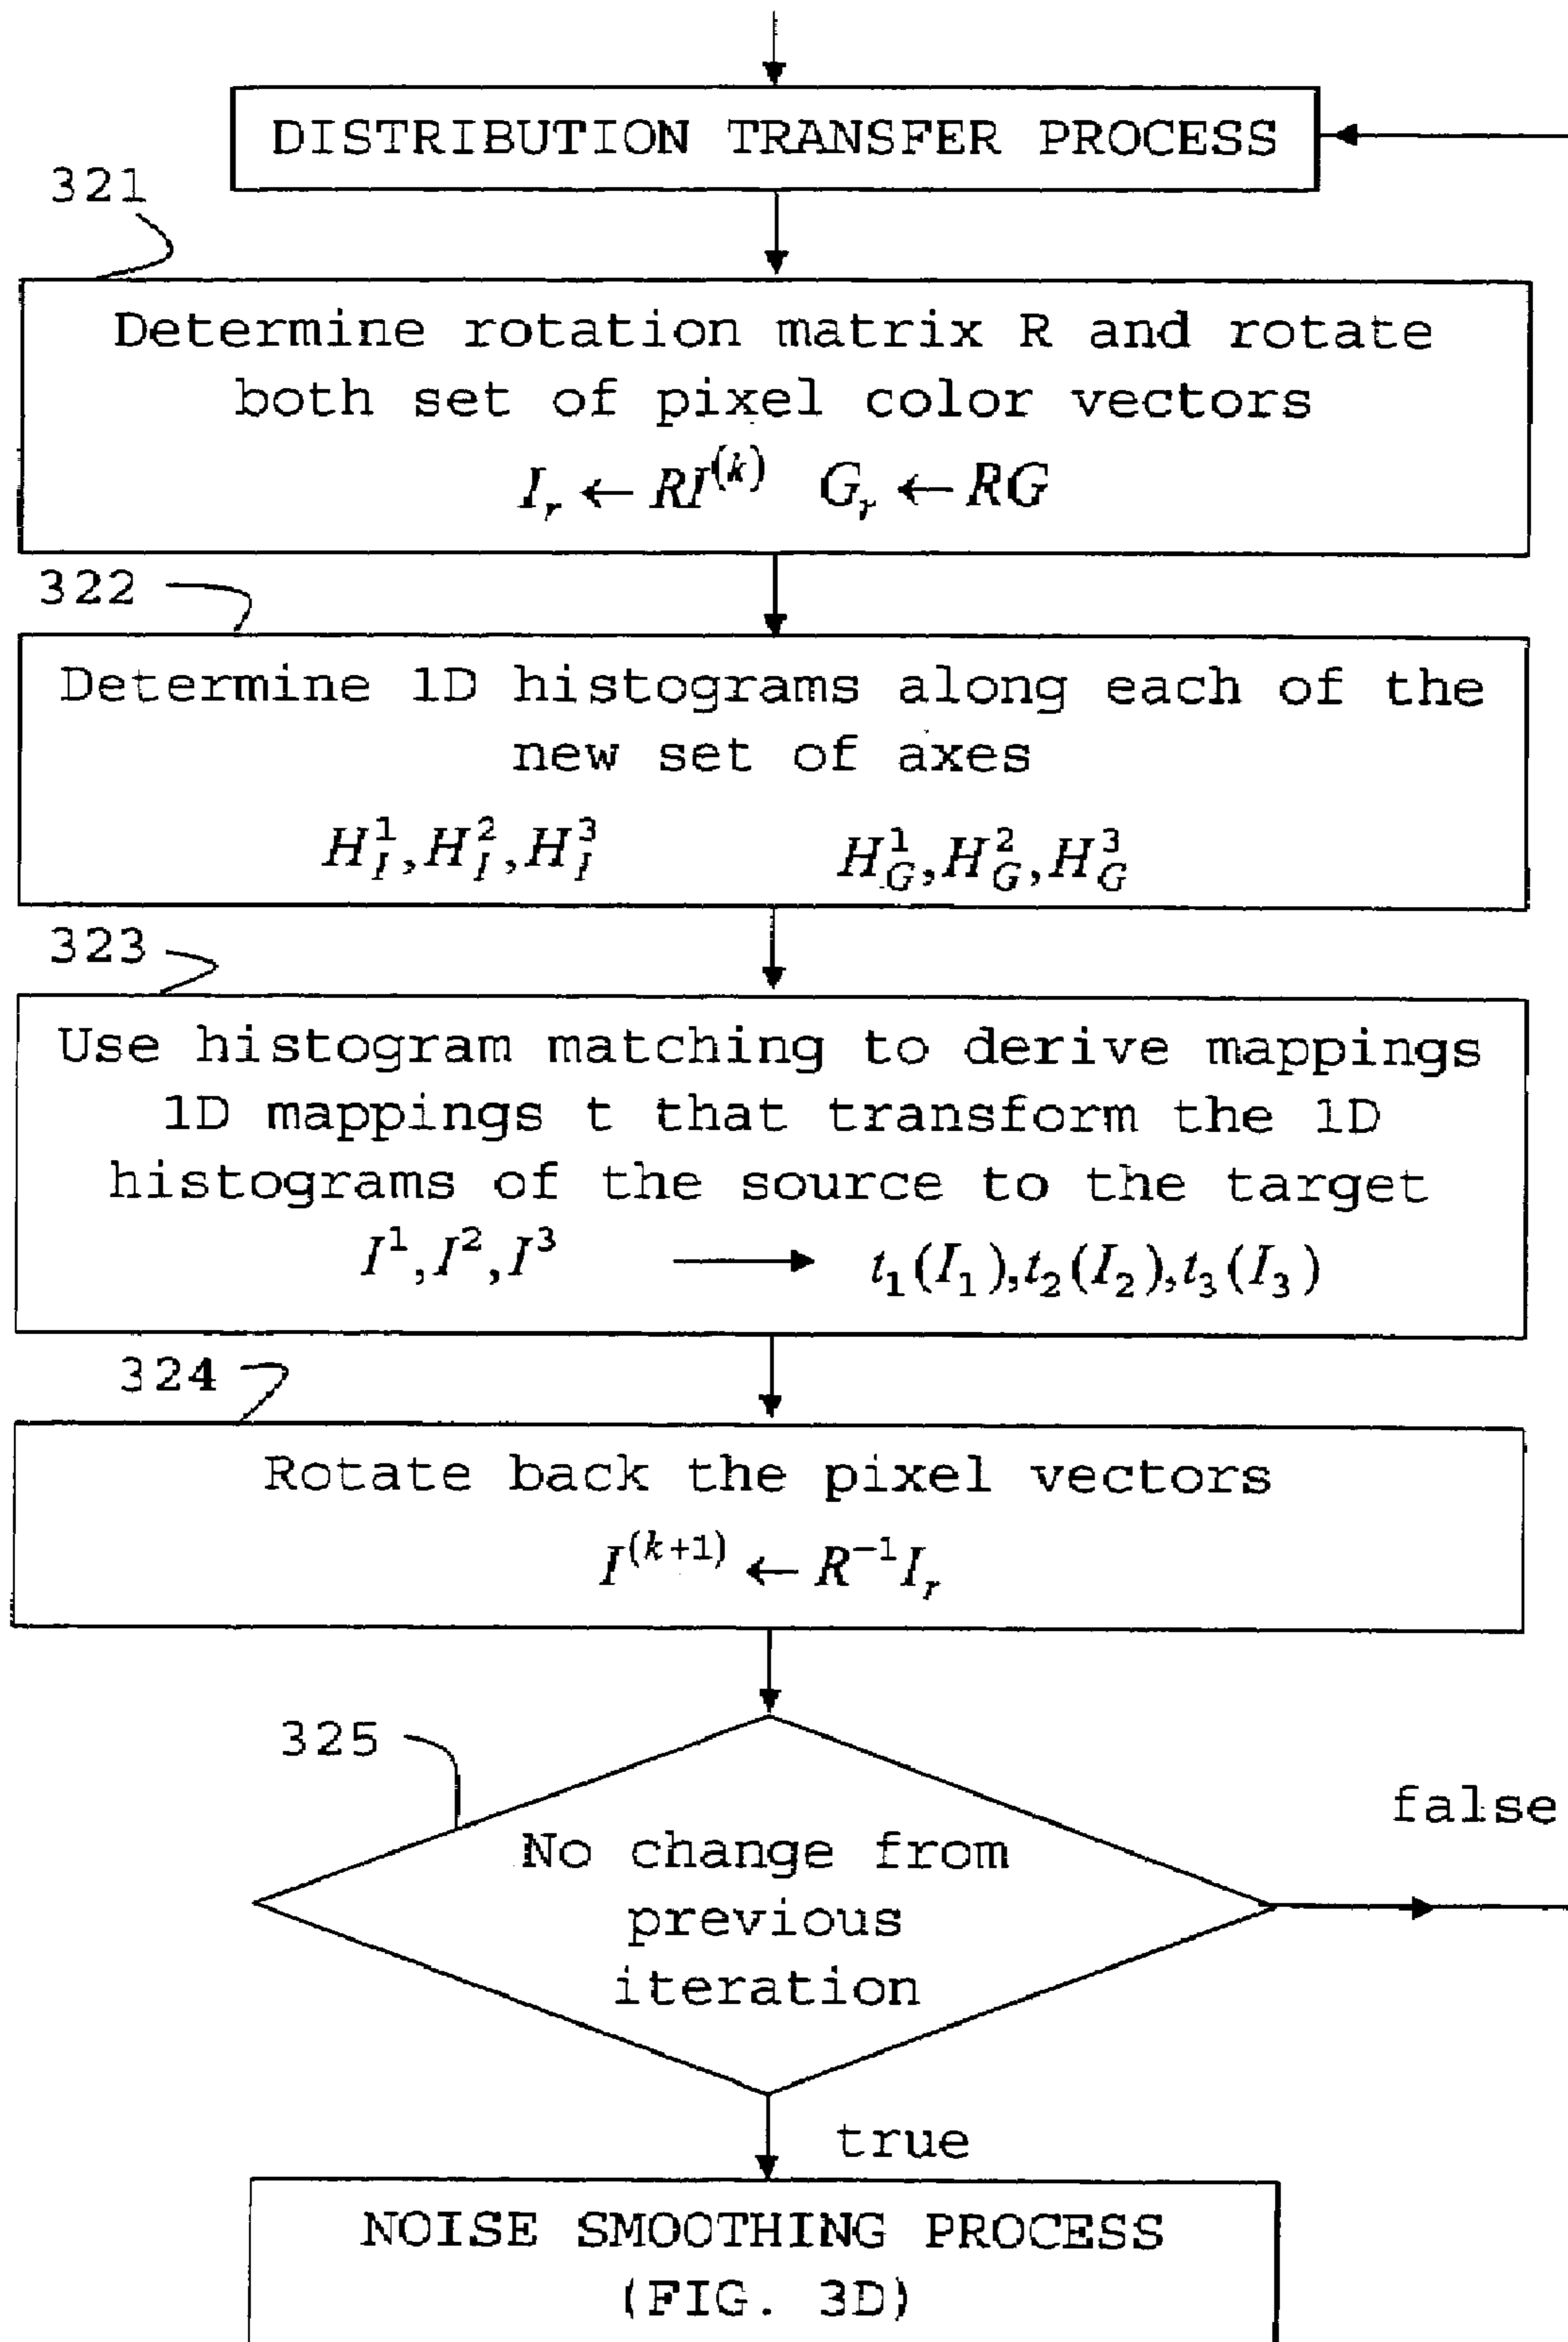 DISTRIBUTION TRANSFER PROCESS
321
Determine rotation matrix R and rotate
both set of pixel color vectors
I_r ← RI^(k) G_r ← RG
322
Determine 1D histograms along each of the
new set of axes
H_I^1, H_I^2, H_I^3 H_G^1, H_G^2, H_G^3
323
Use histogram matching to derive mappings
1D mappings t that transform the 1D
histograms of the source to the target
I^1, I^2, I^3 → t_1(I_1), t_2(I_2), t_3(I_3)
324
Rotate back the pixel vectors
I^(k+1) ← R^-1 I_r
325
No change from
previous
iteration
false
true
NOISE SMOOTHING PROCESS
(FIG. 3D)